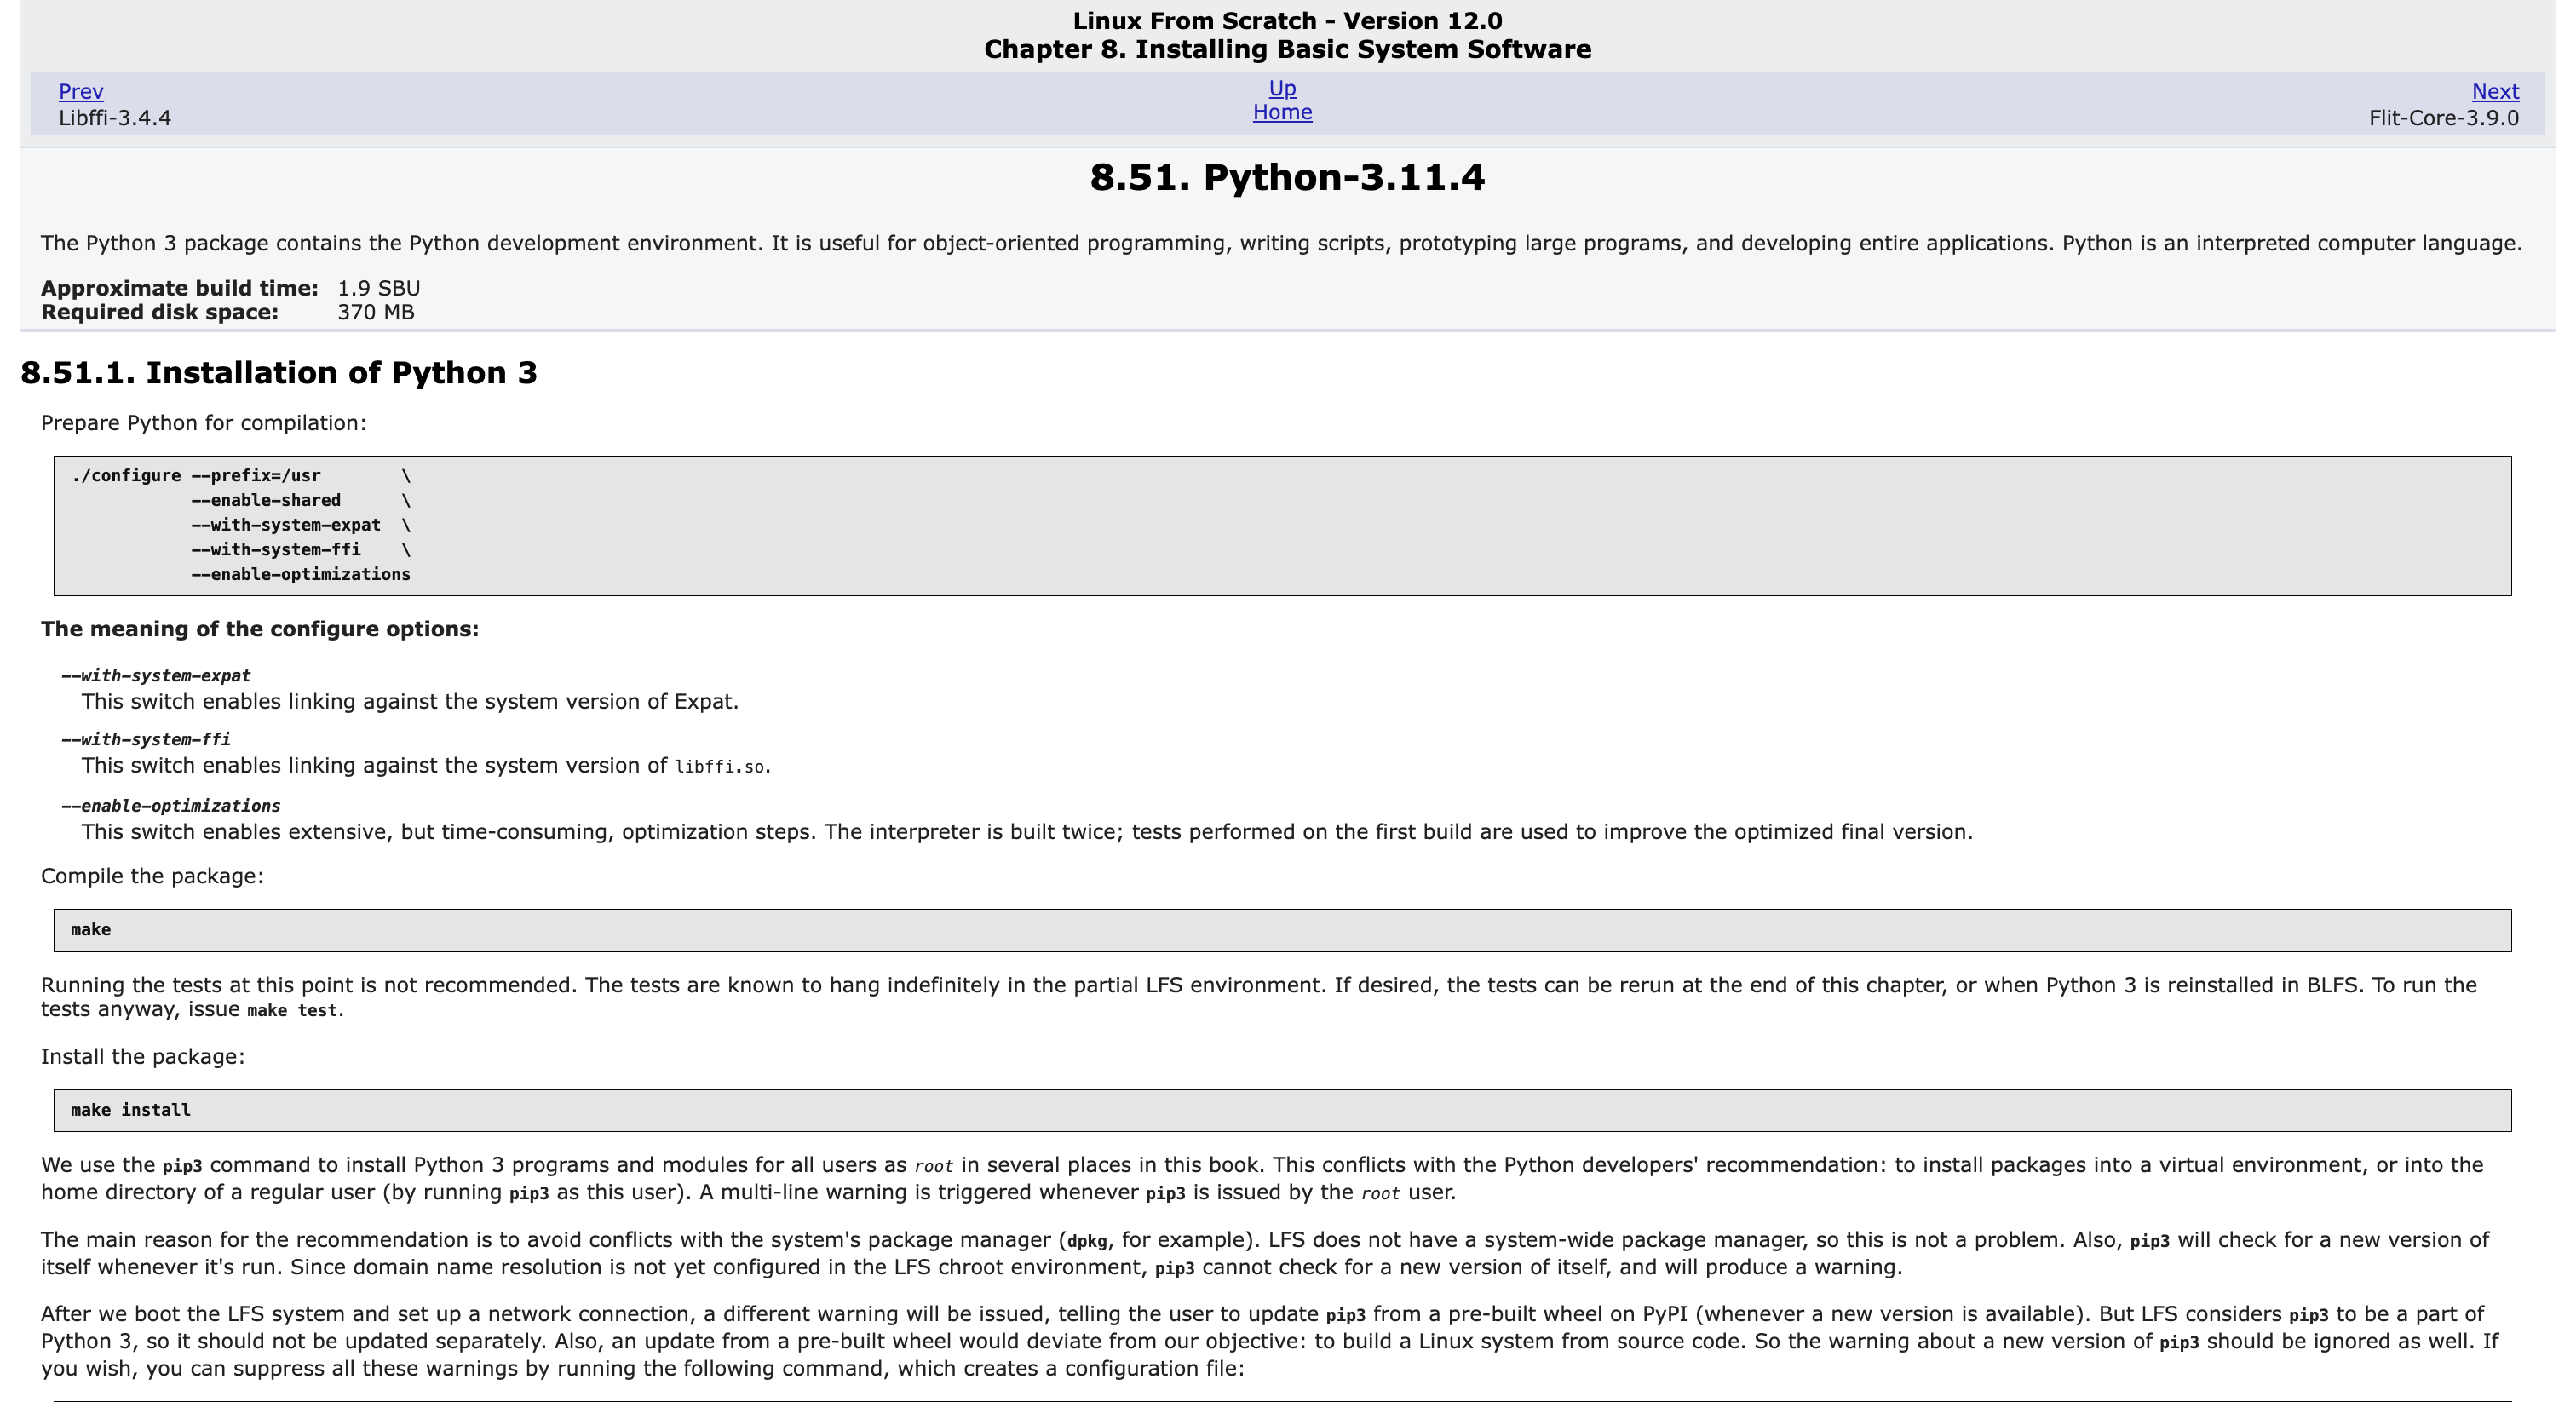 Linux From Scratch - Version 12.0
Chapter 8. Installing Basic System Software
Prev
Up
Next
Libffi-3.4.4
Home
Flit-Core-3.9.0
8.51. Python-3.11.4
The Python 3 package contains the Python development environment. It is useful for object-oriented programming, writing scripts, prototyping large programs, and developing entire applications. Python is an interpreted computer language.
Approximate build time: 1.9 SBU
Required disk space: 370 MB
8.51.1. Installation of Python 3
Prepare Python for compilation:
./configure --prefix=/usr        \
            --enable-shared      \
            --with-system-expat  \
            --with-system-ffi    \
            --enable-optimizations
The meaning of the configure options:
--with-system-expat
This switch enables linking against the system version of Expat.
--with-system-ffi
This switch enables linking against the system version of libffi.so.
--enable-optimizations
This switch enables extensive, but time-consuming, optimization steps. The interpreter is built twice; tests performed on the first build are used to improve the optimized final version.
Compile the package:
make
Running the tests at this point is not recommended. The tests are known to hang indefinitely in the partial LFS environment. If desired, the tests can be rerun at the end of this chapter, or when Python 3 is reinstalled in BLFS. To run the
tests anyway, issue make test.
Install the package:
make install
We use the pip3 command to install Python 3 programs and modules for all users as root in several places in this book. This conflicts with the Python developers' recommendation: to install packages into a virtual environment, or into the
home directory of a regular user (by running pip3 as this user). A multi-line warning is triggered whenever pip3 is issued by the root user.
The main reason for the recommendation is to avoid conflicts with the system's package manager (dpkg, for example). LFS does not have a system-wide package manager, so this is not a problem. Also, pip3 will check for a new version of
itself whenever it's run. Since domain name resolution is not yet configured in the LFS chroot environment, pip3 cannot check for a new version of itself, and will produce a warning.
After we boot the LFS system and set up a network connection, a different warning will be issued, telling the user to update pip3 from a pre-built wheel on PyPI (whenever a new version is available). But LFS considers pip3 to be a part of
Python 3, so it should not be updated separately. Also, an update from a pre-built wheel would deviate from our objective: to build a Linux system from source code. So the warning about a new version of pip3 should be ignored as well. If
you wish, you can suppress all these warnings by running the following command, which creates a configuration file: